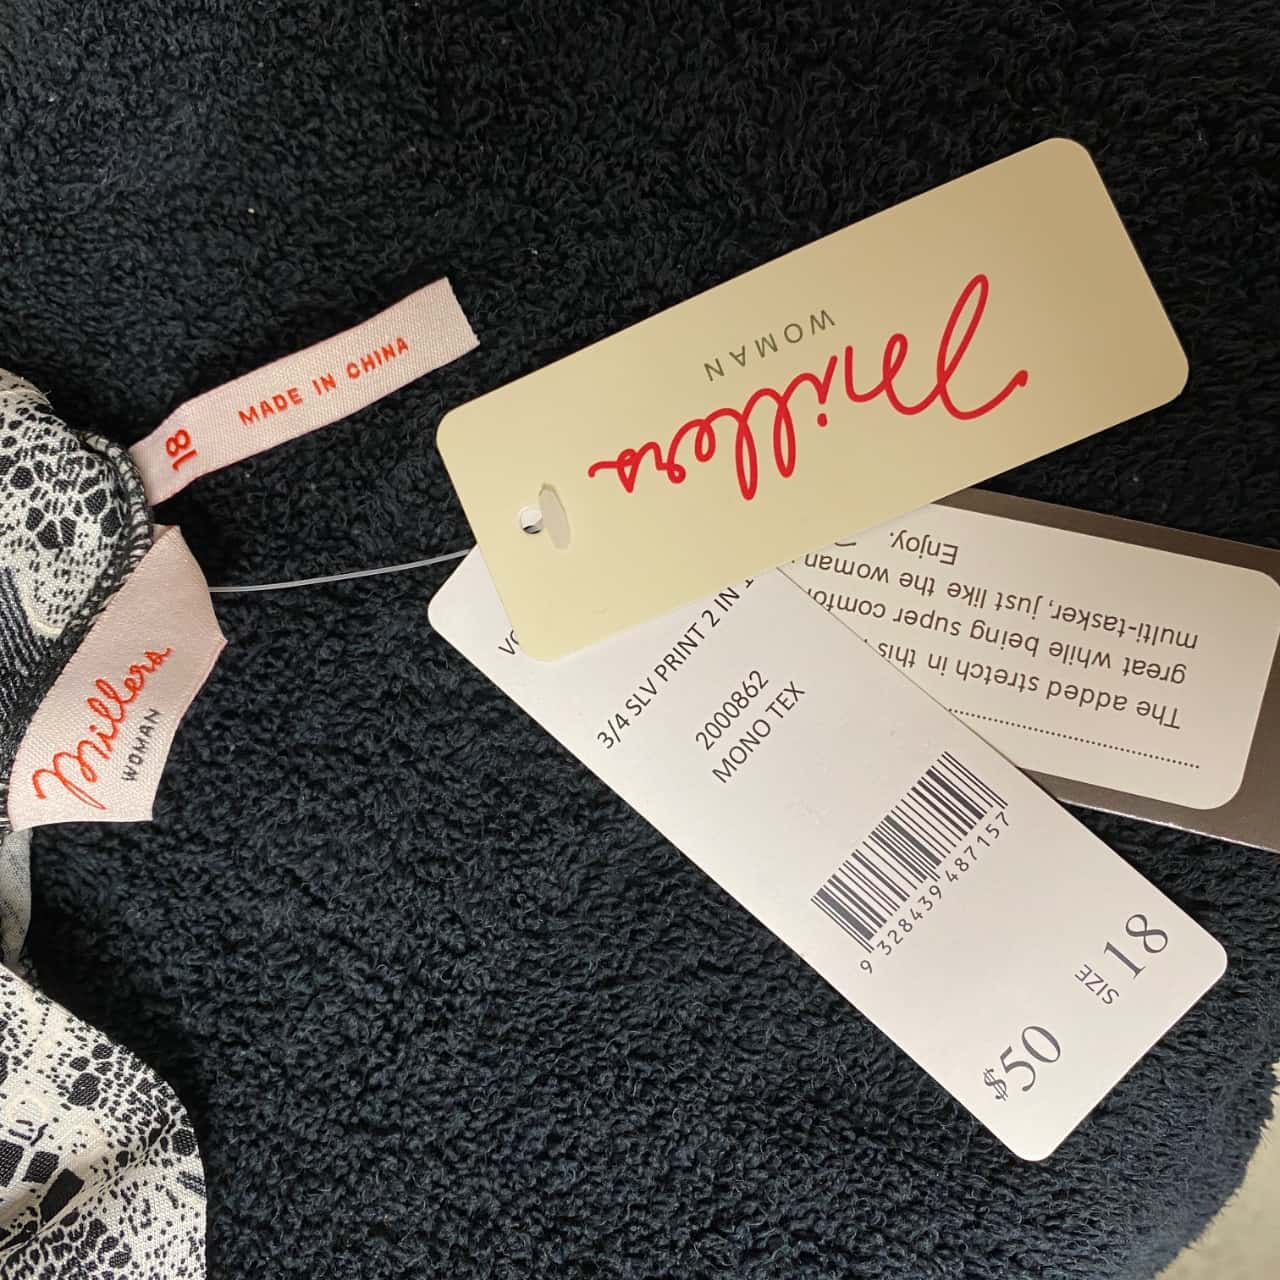 18
MADE IN CHINA
Millers
WOMAN
Millers
WOMAN
3/4 SLV PRINT 2 IN
2000862
MONO TEX
9 328439 487157
SIZE 18
$50
The added stretch in this
great while being super
multi-tasker, just like the woman
Enjoy.